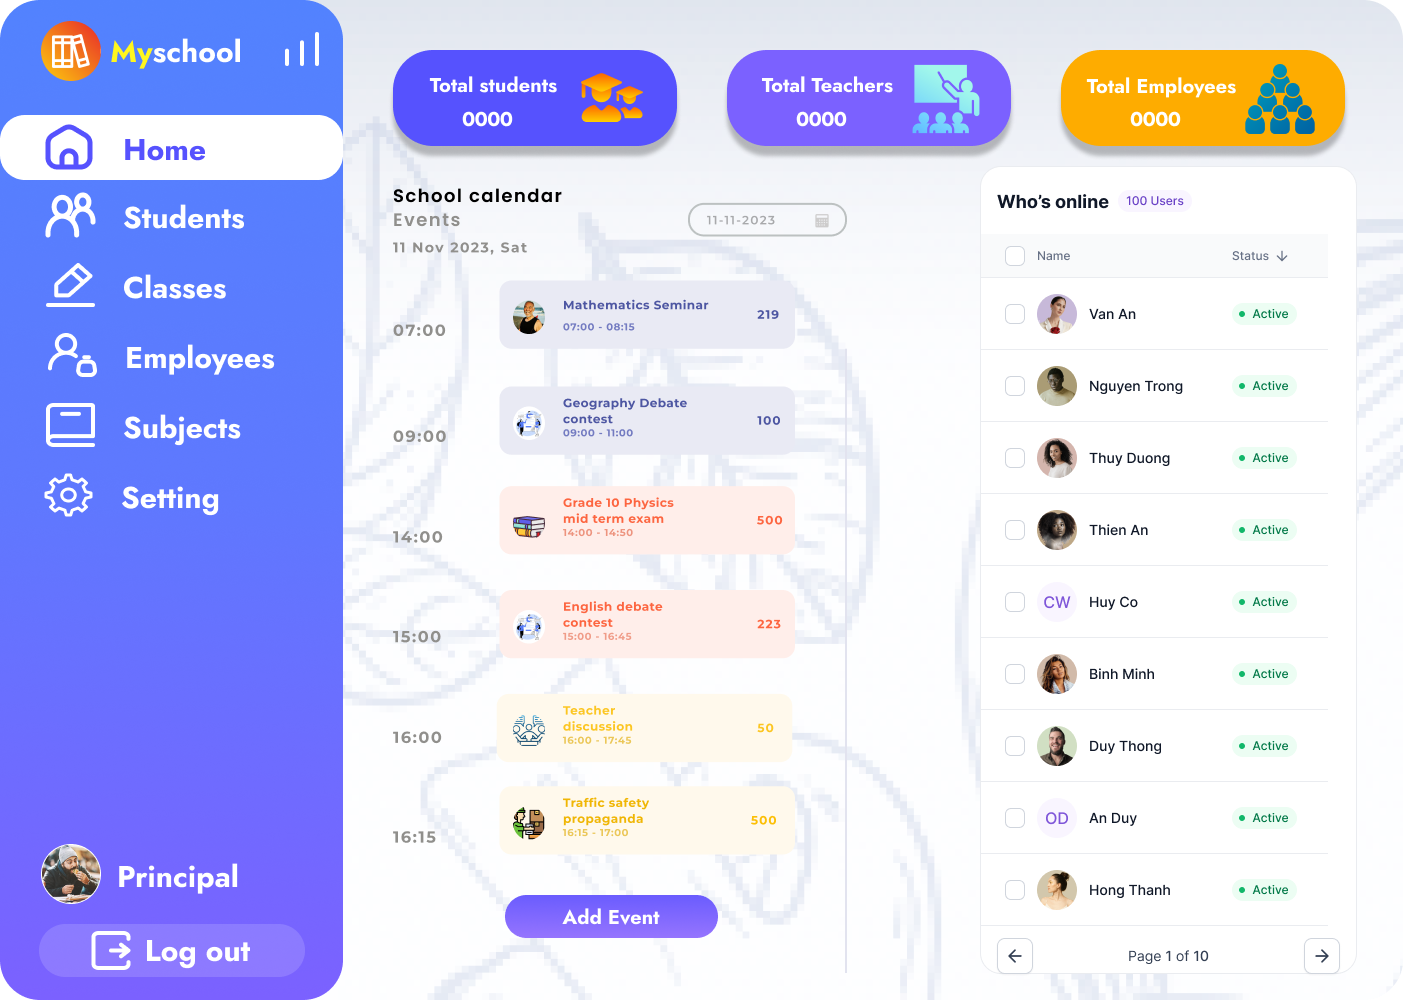 Myschool
Home
Students
Classes
Employees
Subjects
Setting
Principal
Log out
Total students
0000
Total Teachers
0000
Total Employees
0000
School calendar
Events
11 Nov 2023, Sat
11-11-2023
07:00
Mathematics Seminar
07:00 - 08:15
219
09:00
Geography Debate
contest
09:00 - 11:00
100
14:00
Grade 10 Physics
mid term exam
14:00 - 14:50
500
15:00
English debate
contest
15:00 - 16:45
223
16:00
Teacher
discussion
16:00 - 17:45
50
16:15
Traffic safety
propaganda
16:15 - 17:00
500
Add Event
Who’s online 100 Users
Name Status
Van An Active
Nguyen Trong Active
Thuy Duong Active
Thien An Active
CW Huy Co Active
Binh Minh Active
Duy Thong Active
OD An Duy Active
Hong Thanh Active
Page 1 of 10